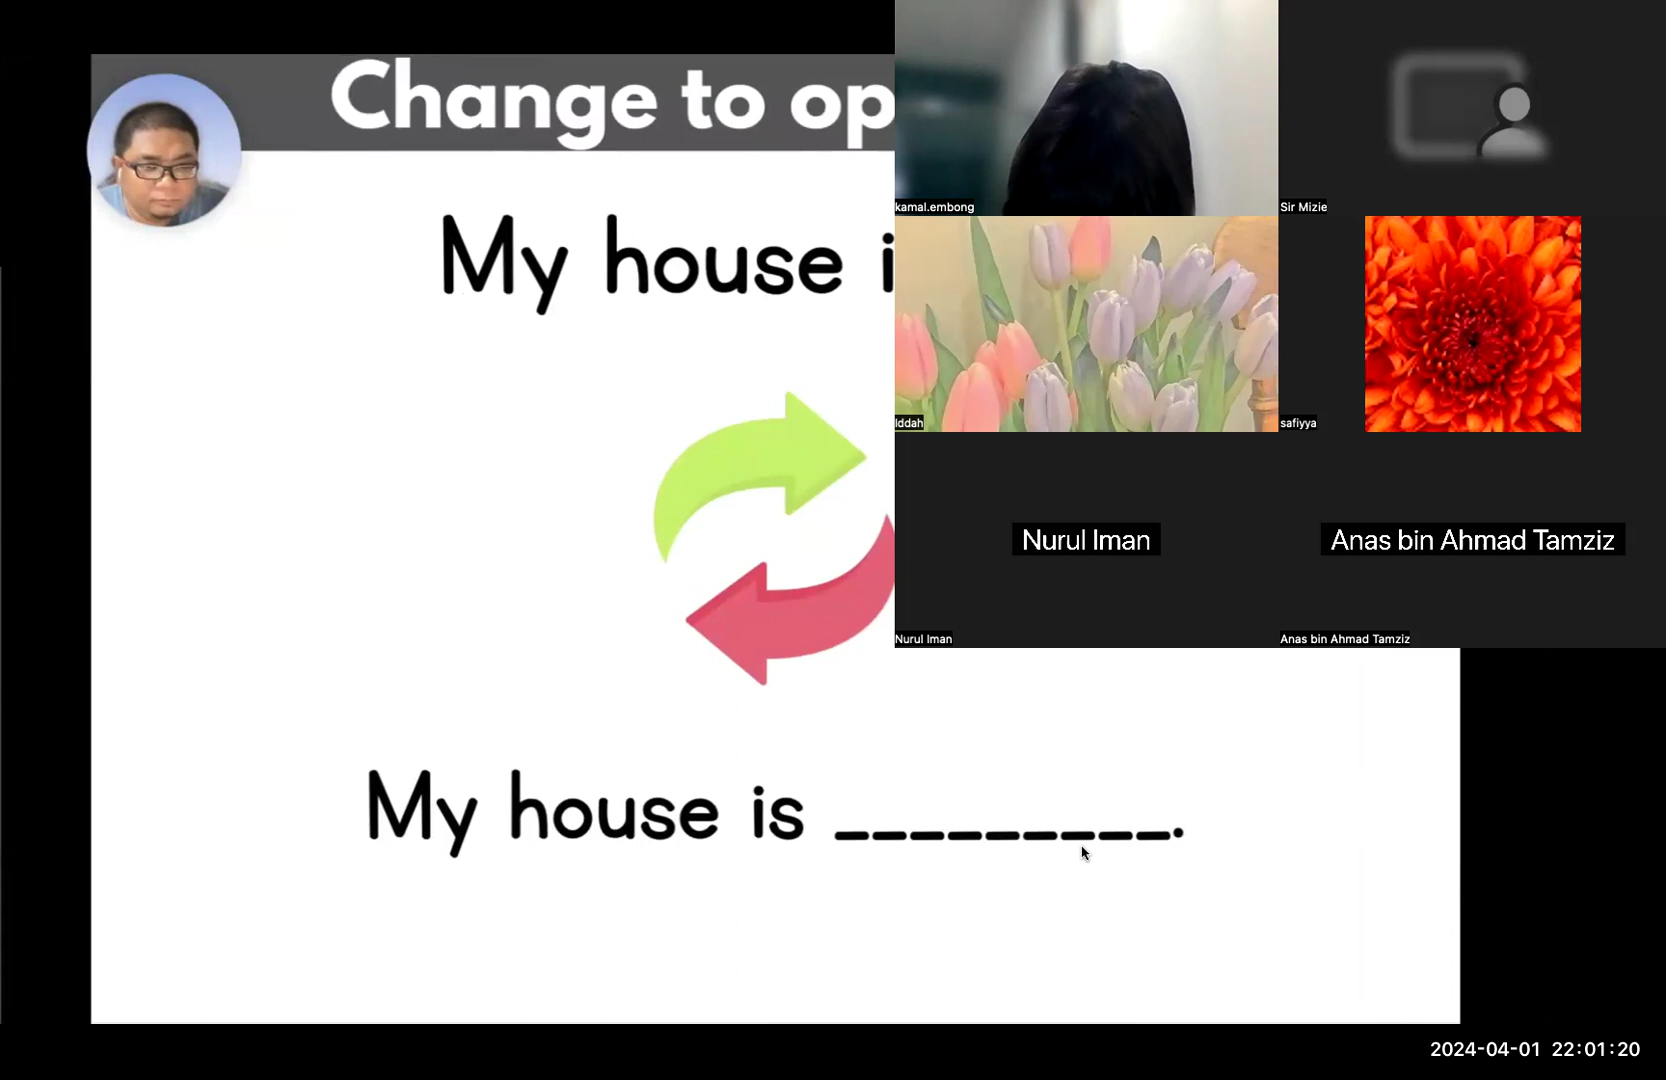 Change to op
My house i
My house is _________.
kamal.embong
Sir Mizie
Iddah
safiyya
Nurul Iman
Anas bin Ahmad Tamziz
Nurul Iman
Anas bin Ahmad Tamziz
2024-04-01 22:01:20